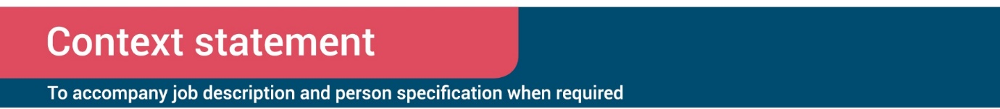 Context statement
To accompany job description and person specification when required